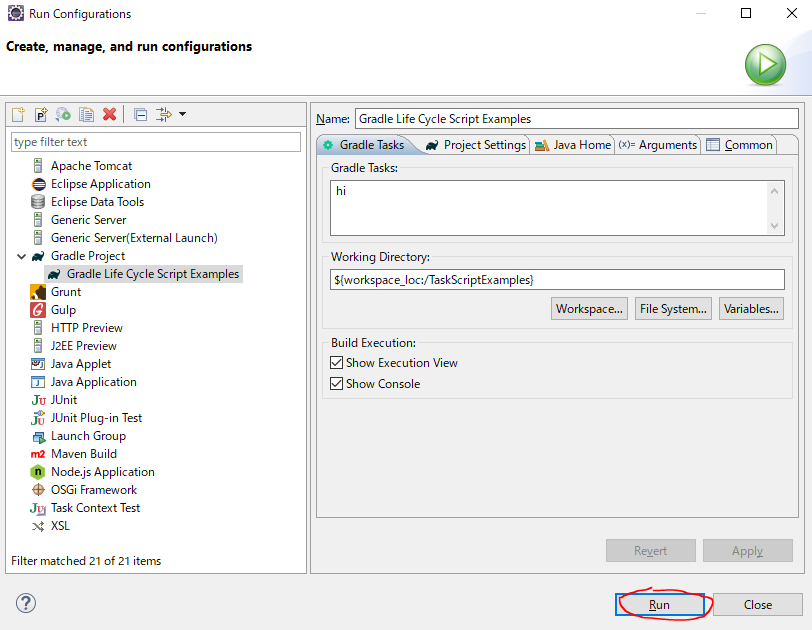 Run Configurations
Create, manage, and run configurations
type filter text
Apache Tomcat
Eclipse Application
Eclipse Data Tools
Generic Server
Generic Server(External Launch)
Gradle Project
Gradle Life Cycle Script Examples
Grunt
Gulp
HTTP Preview
J2EE Preview
Java Applet
Java Application
JUnit
JUnit Plug-in Test
Launch Group
Maven Build
Node.js Application
OSGi Framework
Task Context Test
XSL
Filter matched 21 of 21 items
Name: Gradle Life Cycle Script Examples
Gradle Tasks Project Settings Java Home (x)= Arguments Common
Gradle Tasks:
hi
Working Directory:
${workspace_loc:/TaskScriptExamples}
Workspace... File System... Variables...
Build Execution:
Show Execution View
Show Console
Revert Apply
Run Close